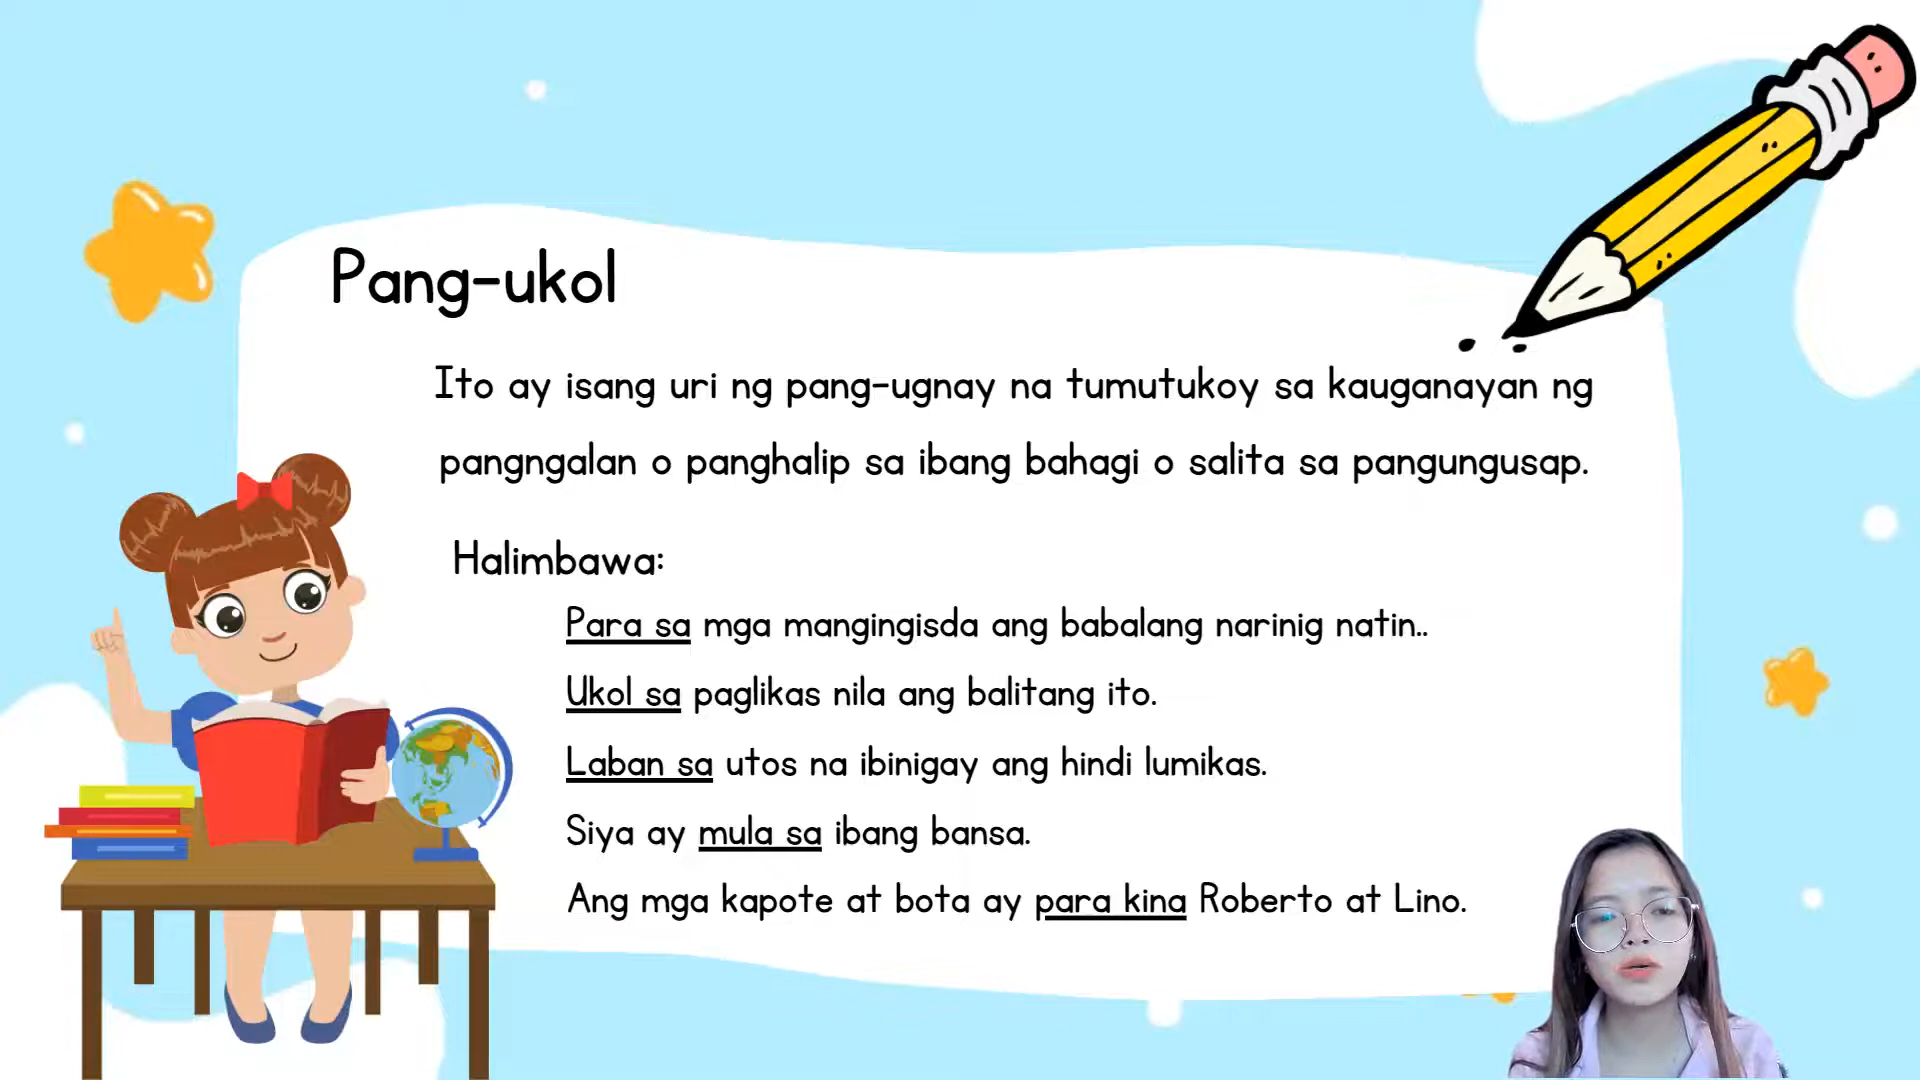 Pang-ukol
Ito ay isang uri ng pang-ugnay na tumutukoy sa kauganayan ng
pangngalan o panghalip sa ibang bahagi o salita sa pangungusap.
Halimbawa:
Para sa mga mangingisda ang babalang narinig natin..
Ukol sa paglikas nila ang balitang ito.
Laban sa utos na ibinigay ang hindi lumikas.
Siya ay mula sa ibang bansa.
Ang mga kapote at bota ay para kina Roberto at Lino.